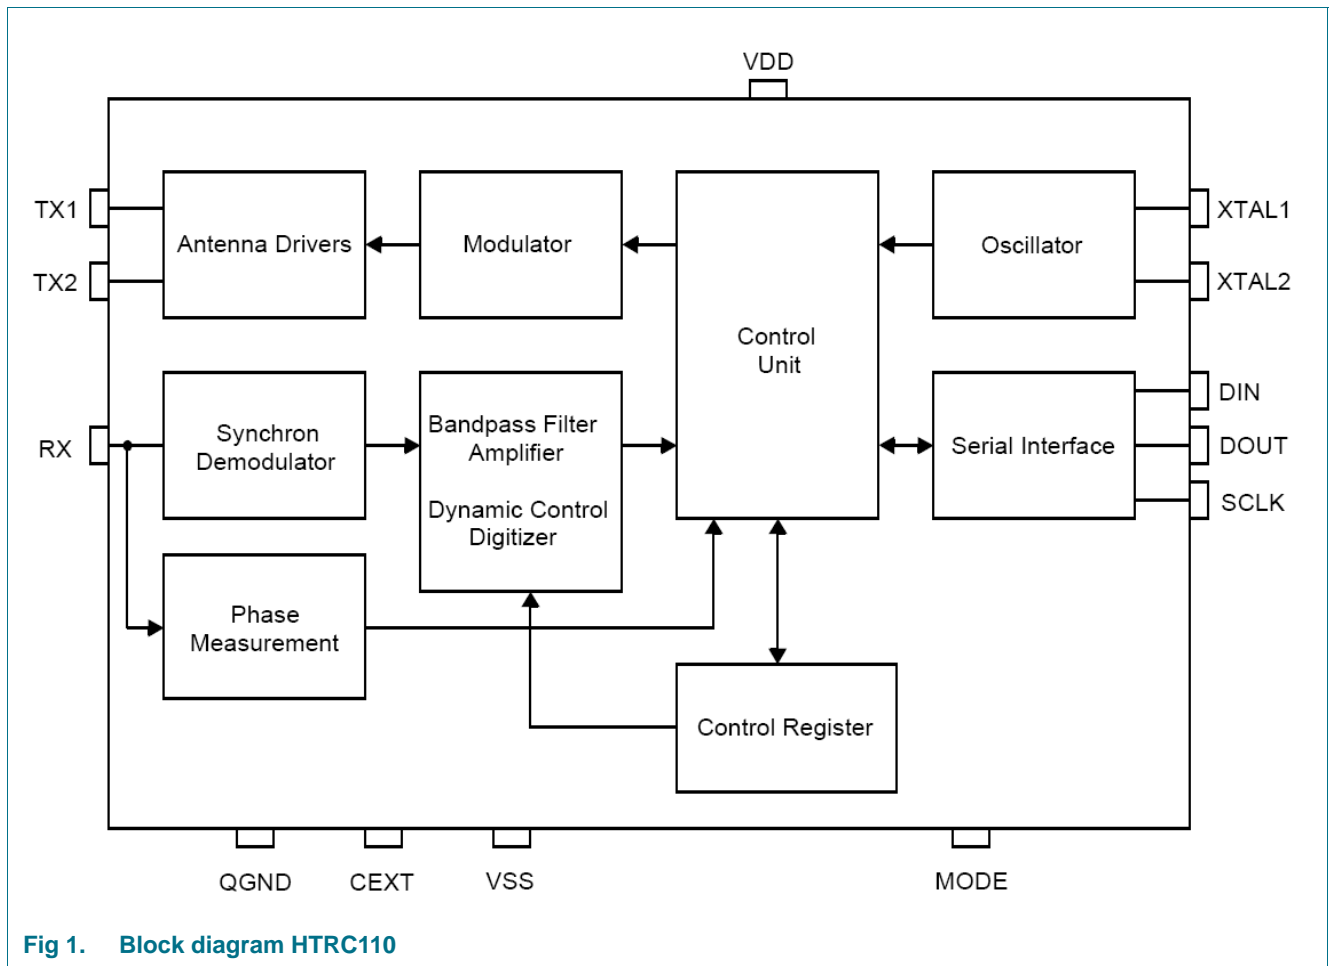 VDD
TX1
Antenna Drivers
Modulator
Oscillator
XTAL1
TX2
XTAL2
Control
Unit
RX
Synchron
Demodulator
Bandpass Filter
Amplifier
Dynamic Control
Digitizer
Serial Interface
DIN
DOUT
SCLK
Phase
Measurement
Control Register
QGND
CEXT
VSS
MODE
Fig 1. Block diagram HTRC110